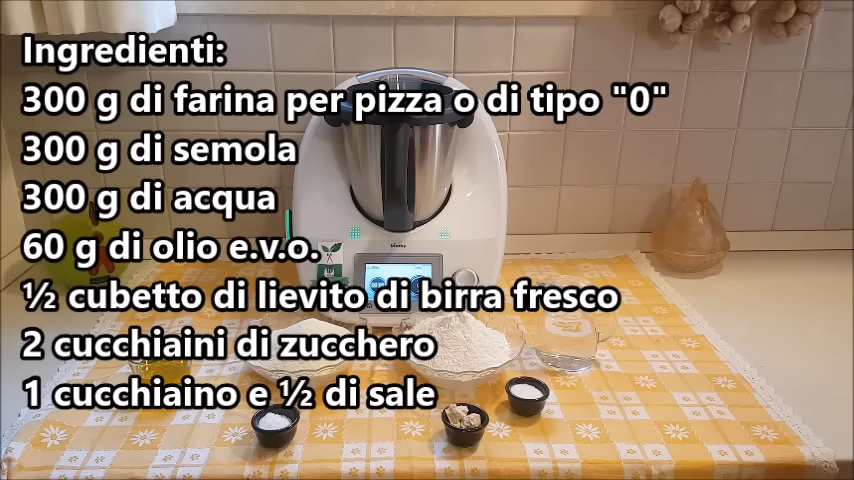 Ingredienti:
300 g di farina per pizza o di tipo "0"
300 g di semola
300 g di acqua
60 g di olio e.v.o.
½ cubetto di lievito di birra fresco
2 cucchiaini di zucchero
1 cucchiaino e ½ di sale